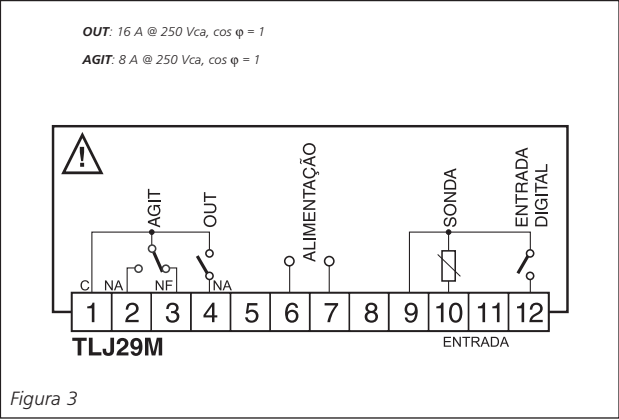 OUT: 16 A @ 250 Vca, cos φ = 1
AGIT: 8 A @ 250 Vca, cos φ = 1
!
AGIT
OUT
ALIMENTAÇÃO
SONDA
ENTRADA
DIGITAL
C NA NF NA
1 2 3 4 5 6 7 8 9 10 11 12
TLJ29M
ENTRADA
Figura 3